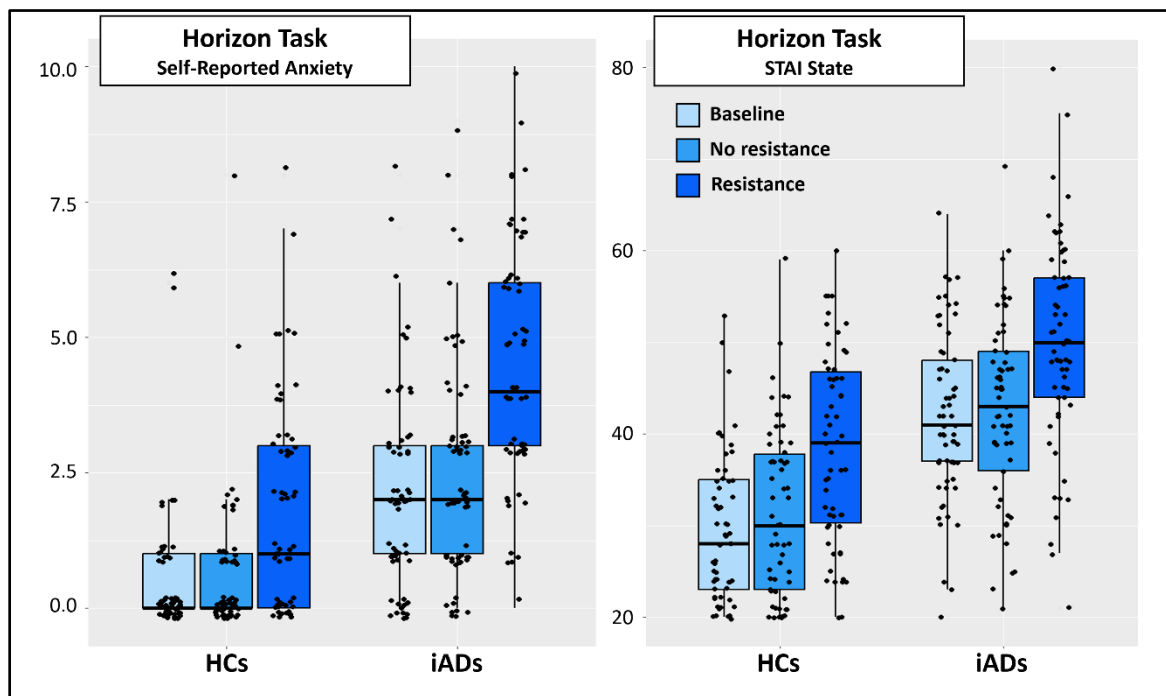 Horizon Task
Self-Reported Anxiety
10.0
7.5
5.0
2.5
0.0
HCs
iADs
Horizon Task
STAI State
Baseline
No resistance
Resistance
80
60
40
20
HCs
iADs